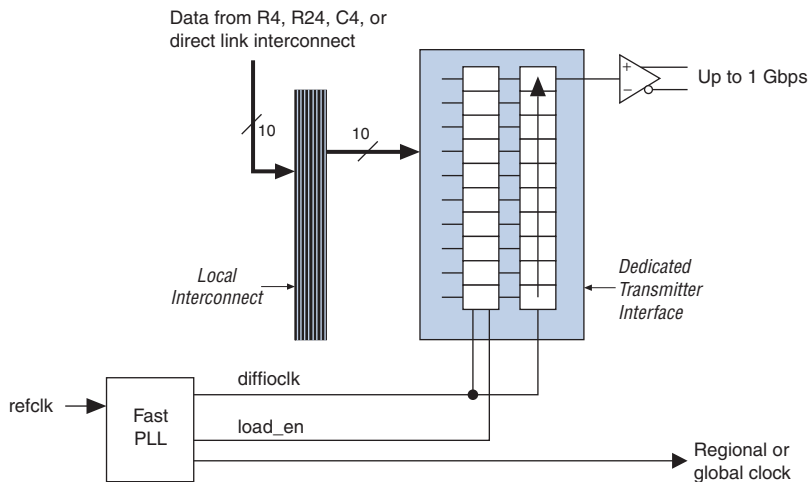 Data from R4, R24, C4, or
direct link interconnect
10
10
+
−
Up to 1 Gbps
Local
Interconnect
Dedicated
Transmitter
Interface
diffioclk
refclk
Fast
PLL
load_en
Regional or
global clock